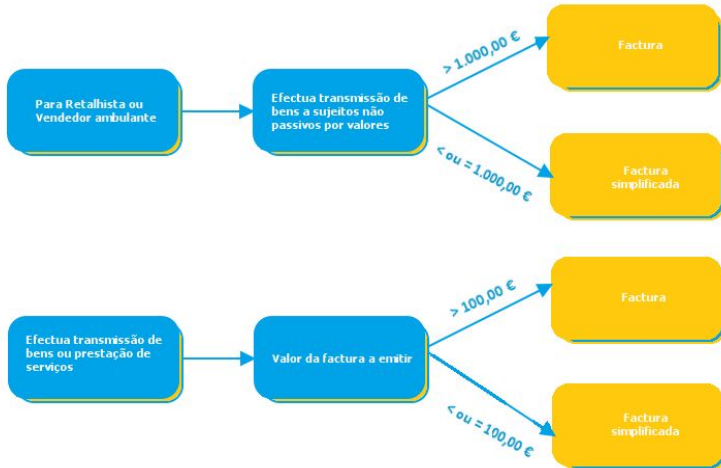 Para Retalhista ou
Vendedor ambulante
Efectua transmissão de
bens a sujeitos não
passivos por valores
> 1.000,00 €
Factura
< ou = 1.000,00 €
Factura
simplificada
Efectua transmissão de
bens ou prestação de
serviços
Valor da factura a emitir
> 100,00 €
Factura
< ou = 100,00 €
Factura
simplificada